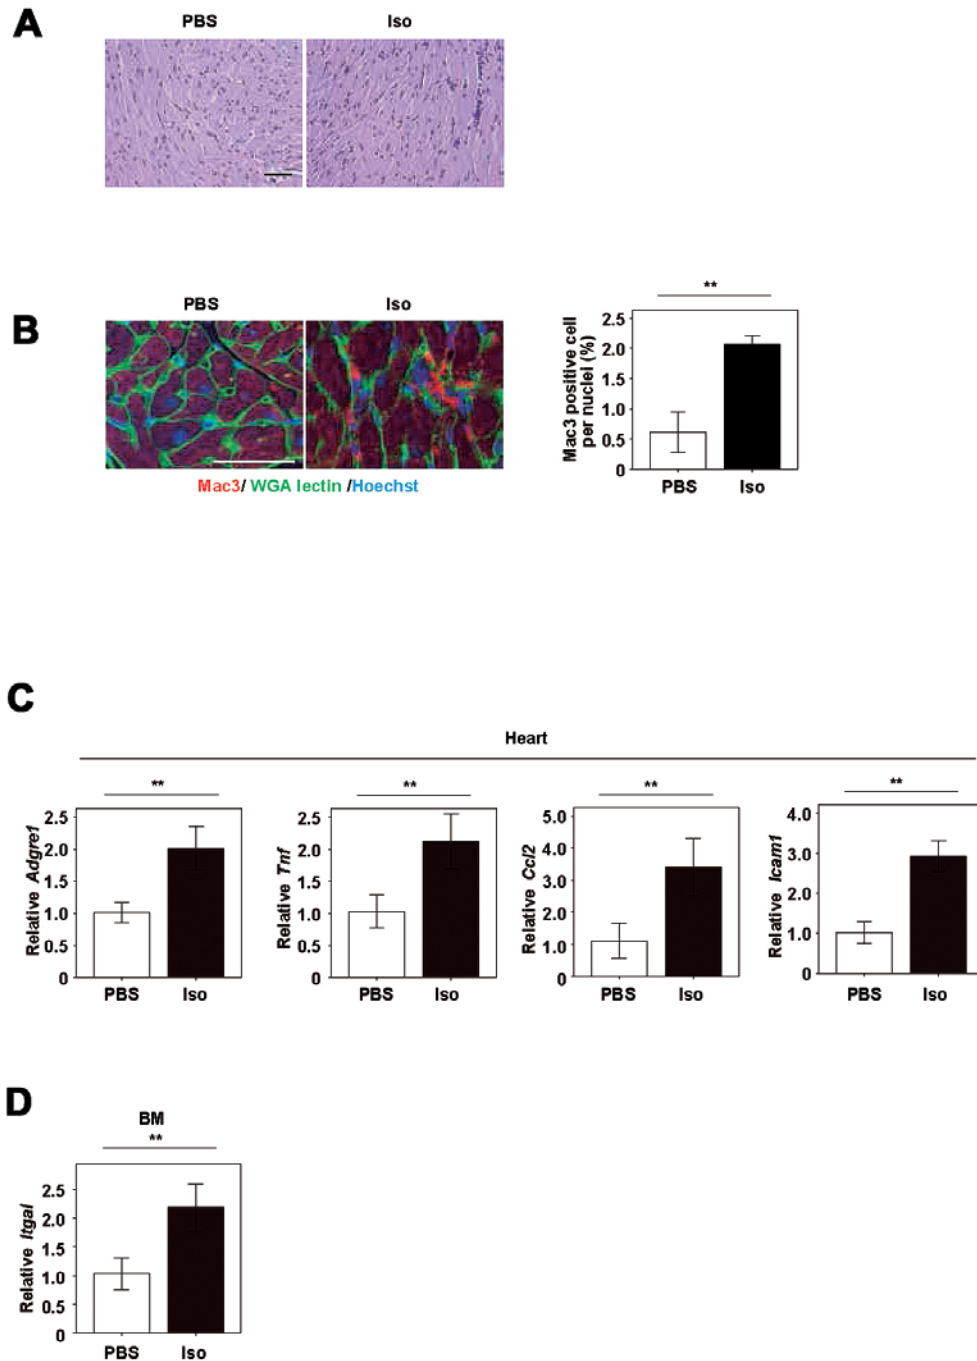 A
PBS Iso
B
PBS Iso
Mac3/ WGA lectin /Hoechst
**
Mac3 positive cell
per nuclei (%)
2.5
2.0
1.5
1.0
0.5
0
PBS Iso
C
Heart
**
Relative Adgre1
2.5
2.0
1.5
1.0
0.5
0
PBS Iso
**
Relative Tnf
2.5
2.0
1.5
1.0
0.5
0
PBS Iso
**
Relative Ccl2
5.0
4.0
3.0
2.0
1.0
0
PBS Iso
**
Relative Icam1
4.0
3.0
2.0
1.0
0
PBS Iso
D
BM
**
Relative Itgal
2.5
2.0
1.5
1.0
0.5
0
PBS Iso